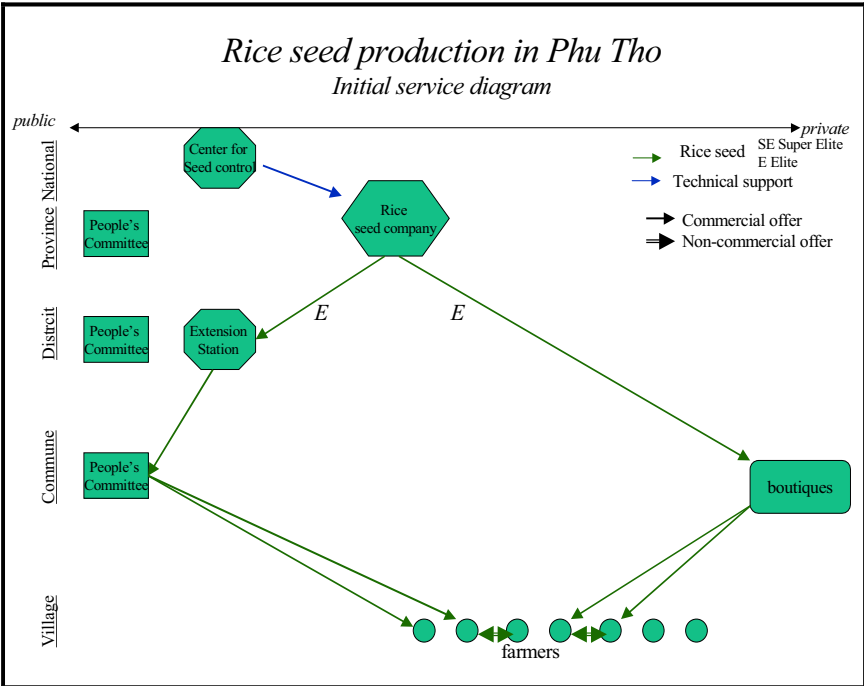 Rice seed production in Phu Tho
Initial service diagram
public
private
National
Center for
Seed control
Rice seed
SE Super Elite
E Elite
Technical support
Province
People's
Committee
Rice
seed company
Commercial offer
Non-commercial offer
Distrcit
People's
Committee
Extension
Station
E
E
Commune
People's
Committee
boutiques
Village
farmers